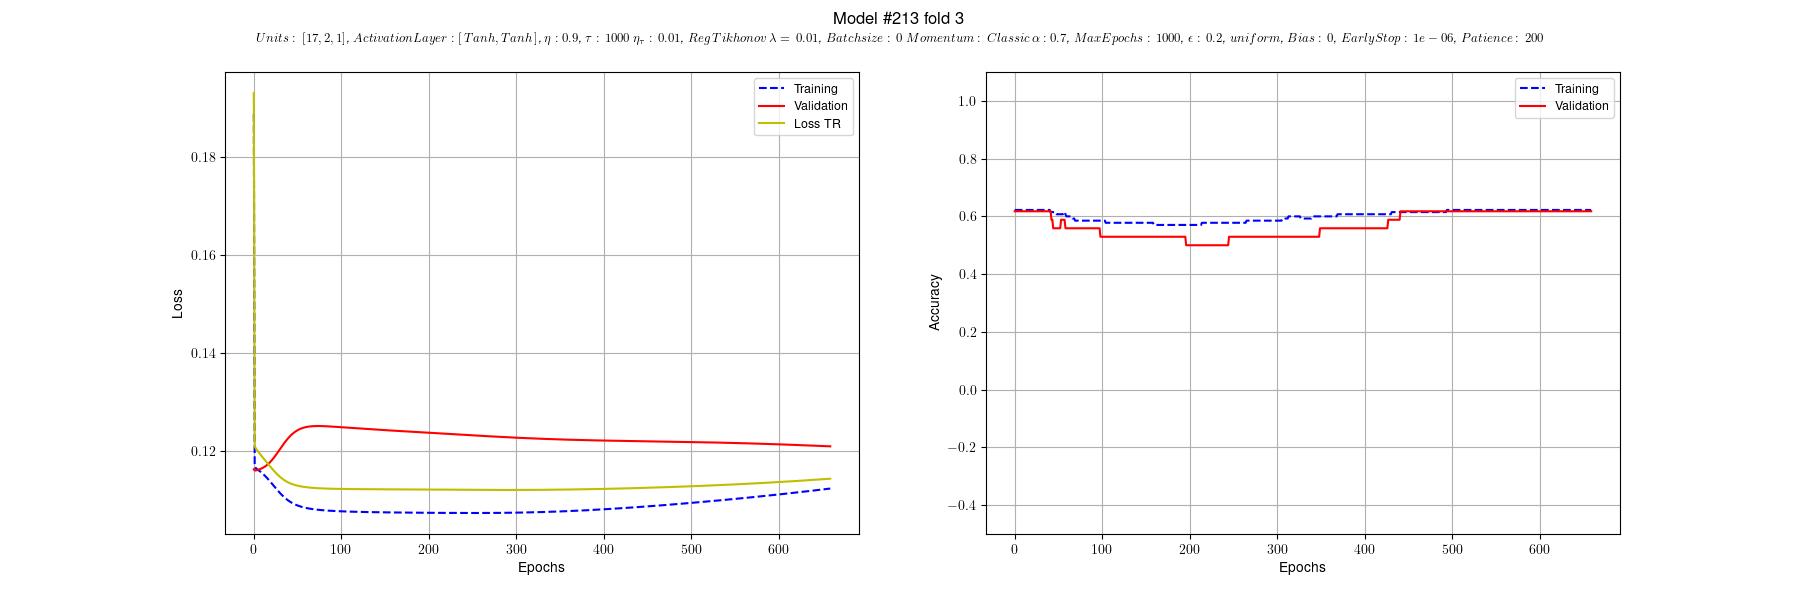 Model #213 fold 3
Units : [17, 2, 1], ActivationLayer : [Tanh, Tanh], η : 0.9, τ : 1000 ητ : 0.01, RegTikhonov λ = 0.01, Batchsize : 0 Momentum : Classic α : 0.7, MaxEpochs : 1000, ϵ : 0.2, uniform, Bias : 0, EarlyStop : 1e − 06, Patience : 200
Training
Validation
Loss TR
0.18
0.16
0.14
0.12
Loss
0 100 200 300 400 500 600
Epochs
Training
Validation
1.0
0.8
0.6
0.4
0.2
0.0
−0.2
−0.4
Accuracy
0 100 200 300 400 500 600
Epochs